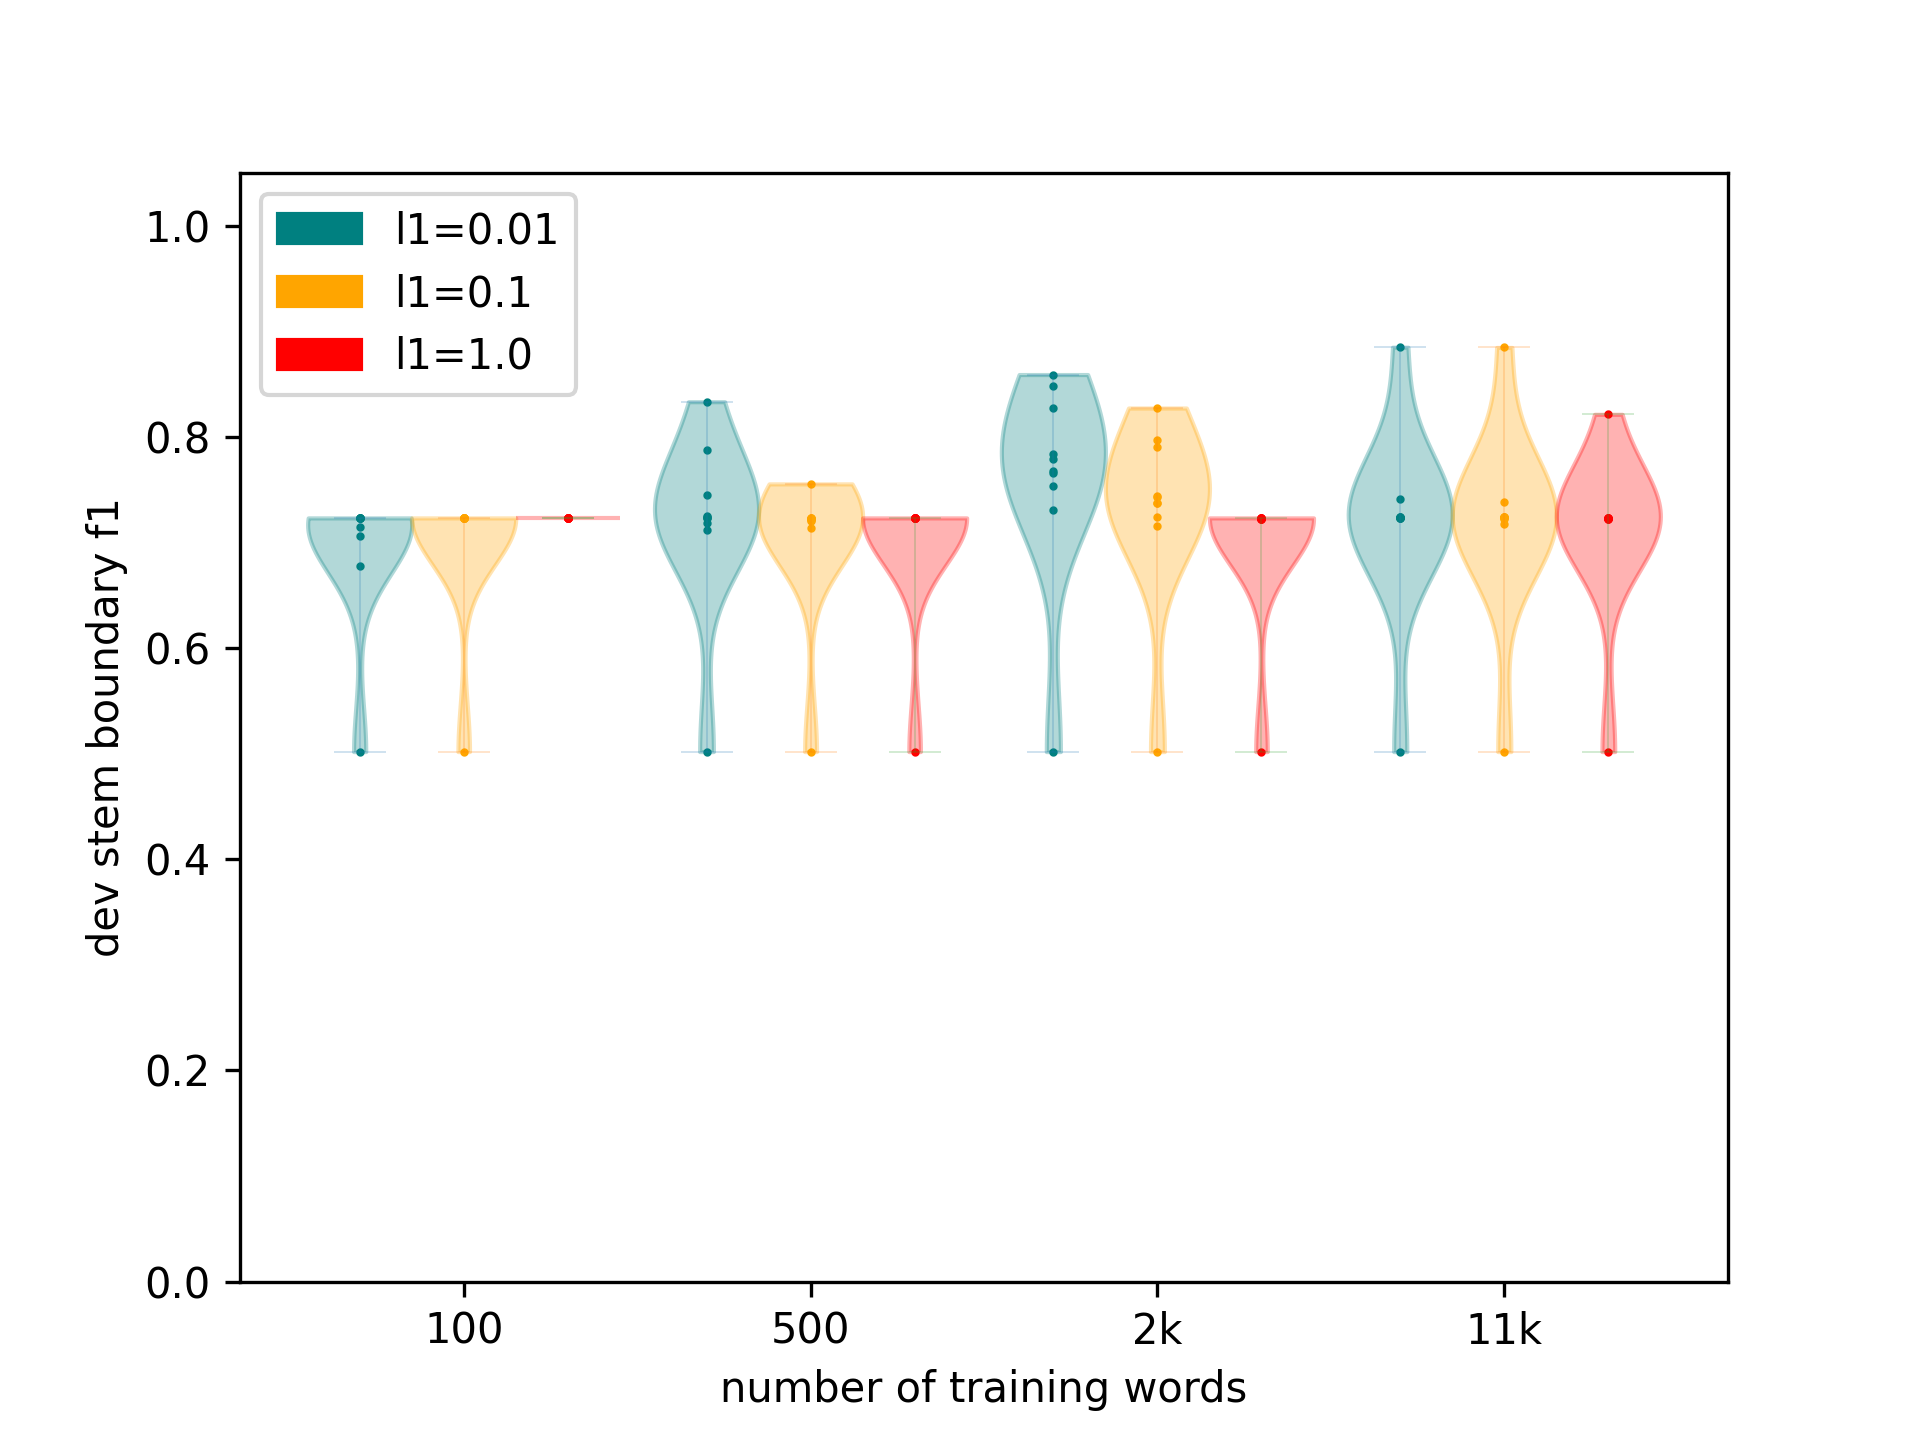 l1=0.01
l1=0.1
l1=1.0
1.0
0.8
0.6
0.4
0.2
0.0
dev stem boundary f1
100
500
2k
11k
number of training words